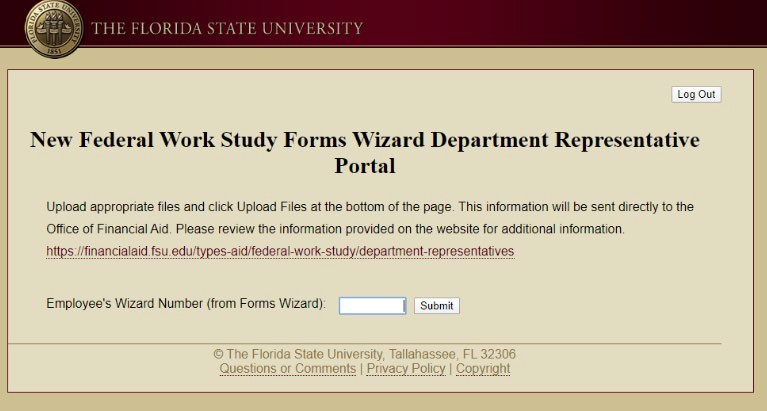 THE FLORIDA STATE UNIVERSITY
1851
Log Out
New Federal Work Study Forms Wizard Department Representative
Portal
Upload appropriate files and click Upload Files at the bottom of the page. This information will be sent directly to the
Office of Financial Aid. Please review the information provided on the website for additional information.
https://financialaid.fsu.edu/types-aid/federal-work-study/department-representatives
Employee's Wizard Number (from Forms Wizard): Submit
© The Florida State University, Tallahassee, FL 32306
Questions or Comments | Privacy Policy | Copyright